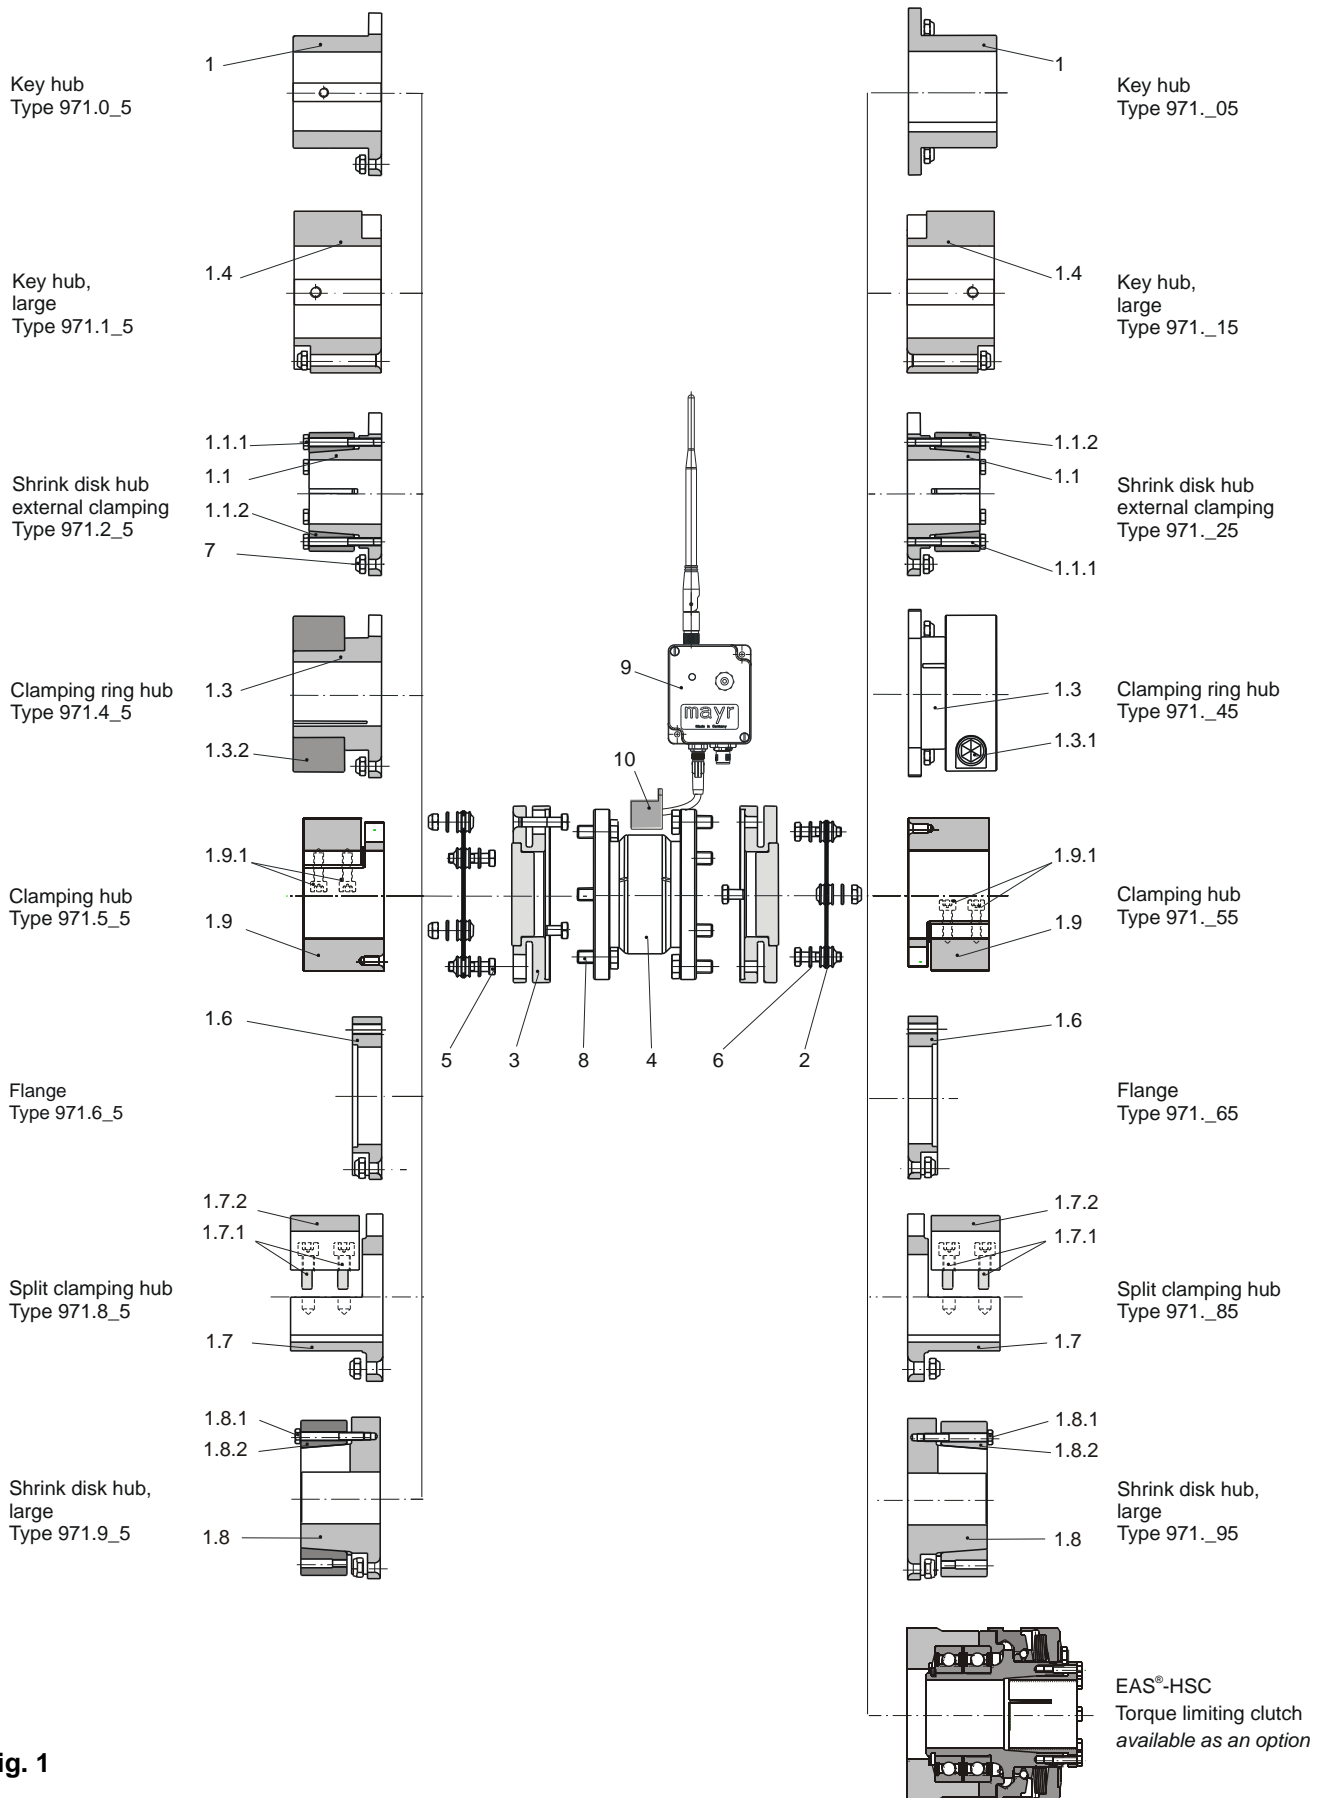 1
Key hub
Type 971.0_5
1
Key hub
Type 971._05
1.4
Key hub,
large
Type 971.1_5
1.4
Key hub,
large
Type 971._15
1.1.1
1.1
Shrink disk hub
external clamping
Type 971.2_5
1.1.2
7
1.1.2
1.1
Shrink disk hub
external clamping
Type 971._25
1.1.1
Clamping ring hub
Type 971.4_5
1.3
1.3.2
9
mayr
Made in Germany
10
1.3
1.3.1
Clamping ring hub
Type 971._45
1.9.1
Clamping hub
Type 971.5_5
1.9
1.9.1
Clamping hub
Type 971._55
1.9
5
3
8
4
6
2
1.6
Flange
Type 971.6_5
1.6
Flange
Type 971._65
1.7.2
1.7.1
Split clamping hub
Type 971.8_5
1.7
1.7.2
1.7.1
Split clamping hub
Type 971._85
1.7
1.8.1
1.8.2
Shrink disk hub,
large
Type 971.9_5
1.8
1.8.1
1.8.2
Shrink disk hub,
large
Type 971._95
1.8
EAS®-HSC
Torque limiting clutch
available as an option
ig. 1